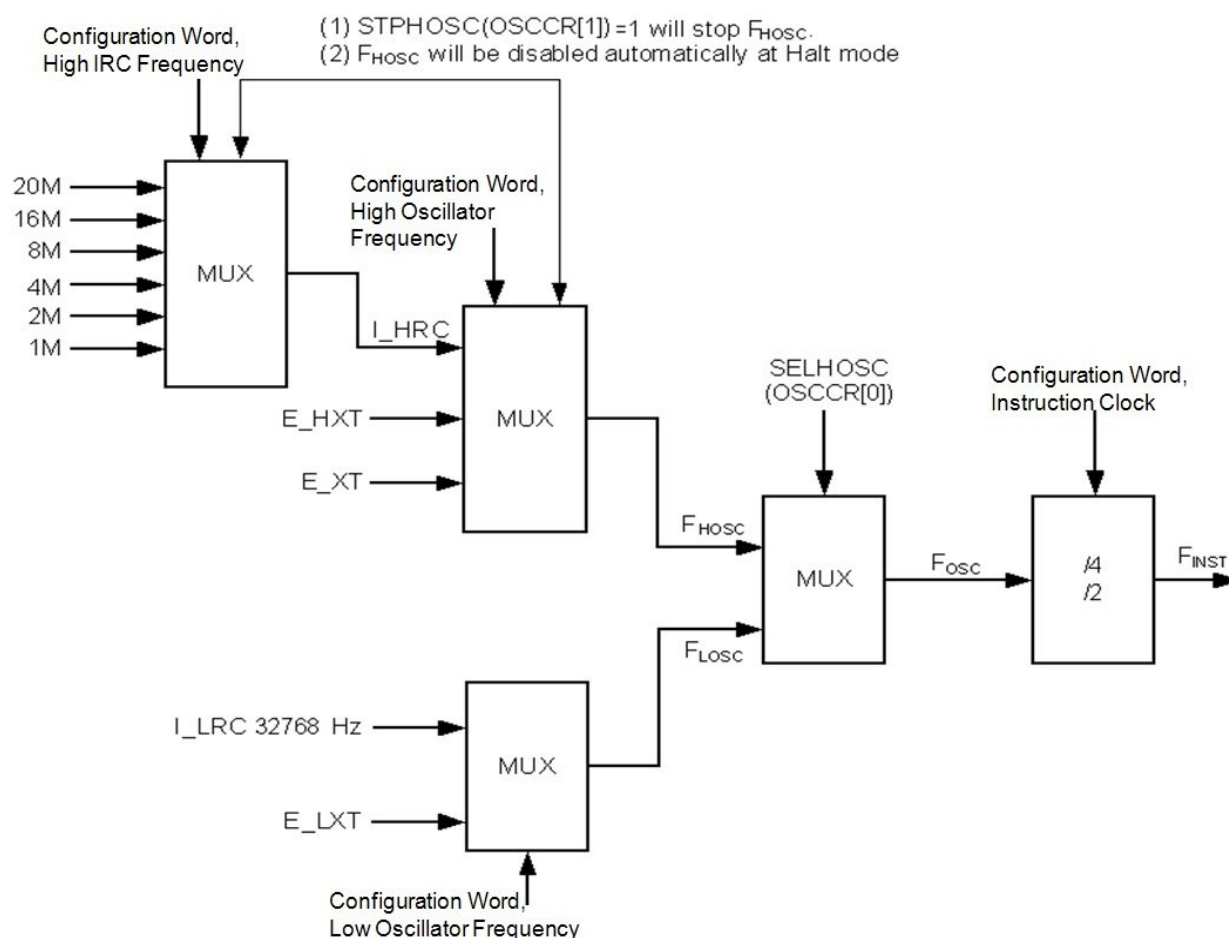 (1) STPHOSC(OSCCR[1])=1 will stop FHOSC.
(2) FHOSC will be disabled automatically at Halt mode
Configuration Word,
High IRC Frequency
20M
16M
8M
4M
2M
1M
MUX
Configuration Word,
High Oscillator
Frequency
I_HRC
E_HXT
E_XT
MUX
SELHOSC
(OSCCR[0])
Configuration Word,
Instruction Clock
FHOSC
FLOSC
MUX
FOSC
/4
/2
FINST
I_LRC 32768 Hz
E_LXT
MUX
Configuration Word,
Low Oscillator Frequency